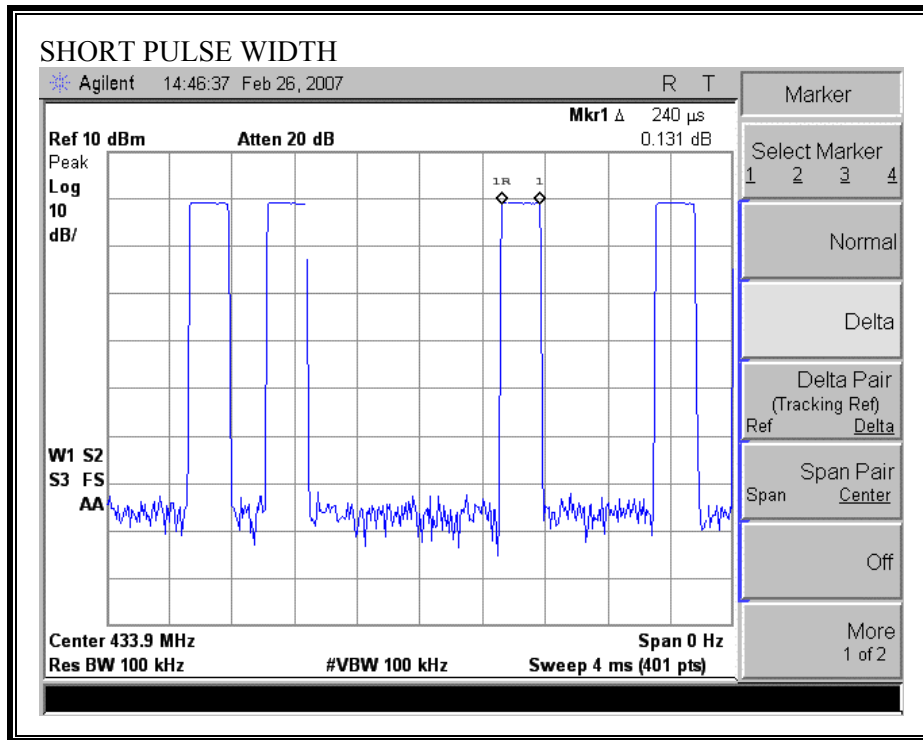 SHORT PULSE WIDTH
Agilent 14:46:37 Feb 26, 2007 R T
Mkr1 Δ 240 µs
Ref 10 dBm Atten 20 dB 0.131 dB
Peak
Log
10
dB/
1R 1
W1 S2
S3 FS
AA
Center 433.9 MHz Span 0 Hz
Res BW 100 kHz #VBW 100 kHz Sweep 4 ms (401 pts)
Marker
Select Marker
1 2 3 4
Normal
Delta
Delta Pair
(Tracking Ref)
Ref Delta
Span Pair
Span Center
Off
More
1 of 2